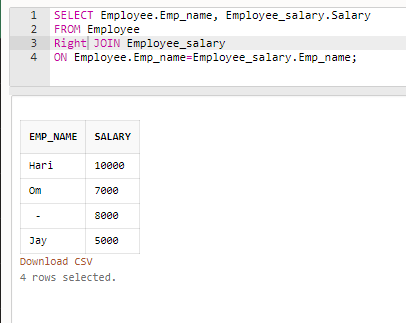 1 SELECT Employee.Emp_name, Employee_salary.Salary
2 FROM Employee
3 Right JOIN Employee_salary
4 ON Employee.Emp_name=Employee_salary.Emp_name;
EMP_NAME SALARY
Hari 10000
Om 7000
- 8000
Jay 5000
Download CSV
4 rows selected.